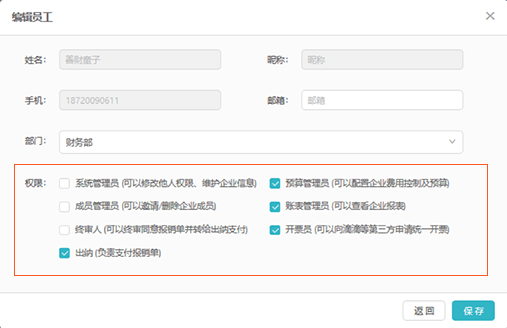 编辑员工
姓名： 善财童子 昵称： 昵称
手机： 18720090611 邮箱： 邮箱
部门： 财务部
权限： 系统管理员 (可以修改他人权限、维护企业信息) 预算管理员 (可以配置企业费用控制及预算)
成员管理员 (可以邀请/删除企业成员) 账表管理员 (可以查看企业报表)
终审人 (可以终审同意报销单并转给出纳支付) 开票员 (可以向滴滴等第三方申请统一开票)
出纳 (负责支付报销单)
返回 保存